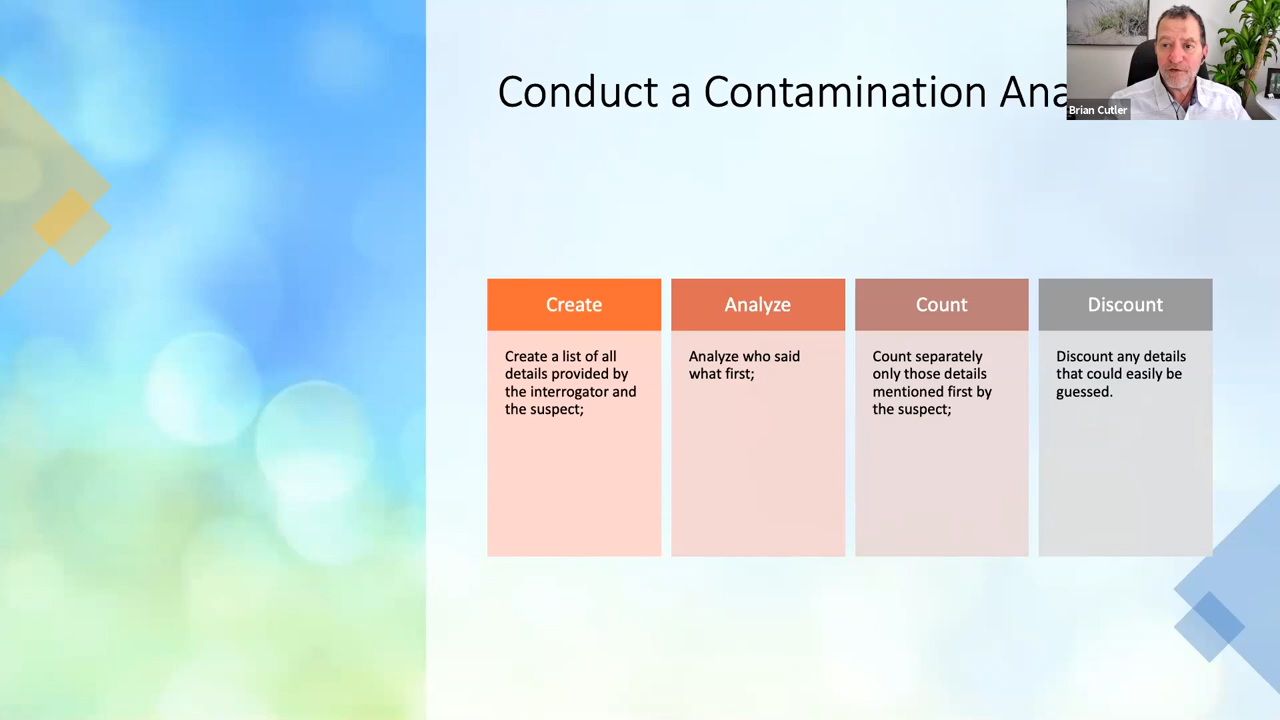 Conduct a Contamination Ana
Brian Cutler
Create
Create a list of all
details provided by
the interrogator and
the suspect;
Analyze
Analyze who said
what first;
Count
Count separately
only those details
mentioned first by
the suspect;
Discount
Discount any details
that could easily be
guessed.